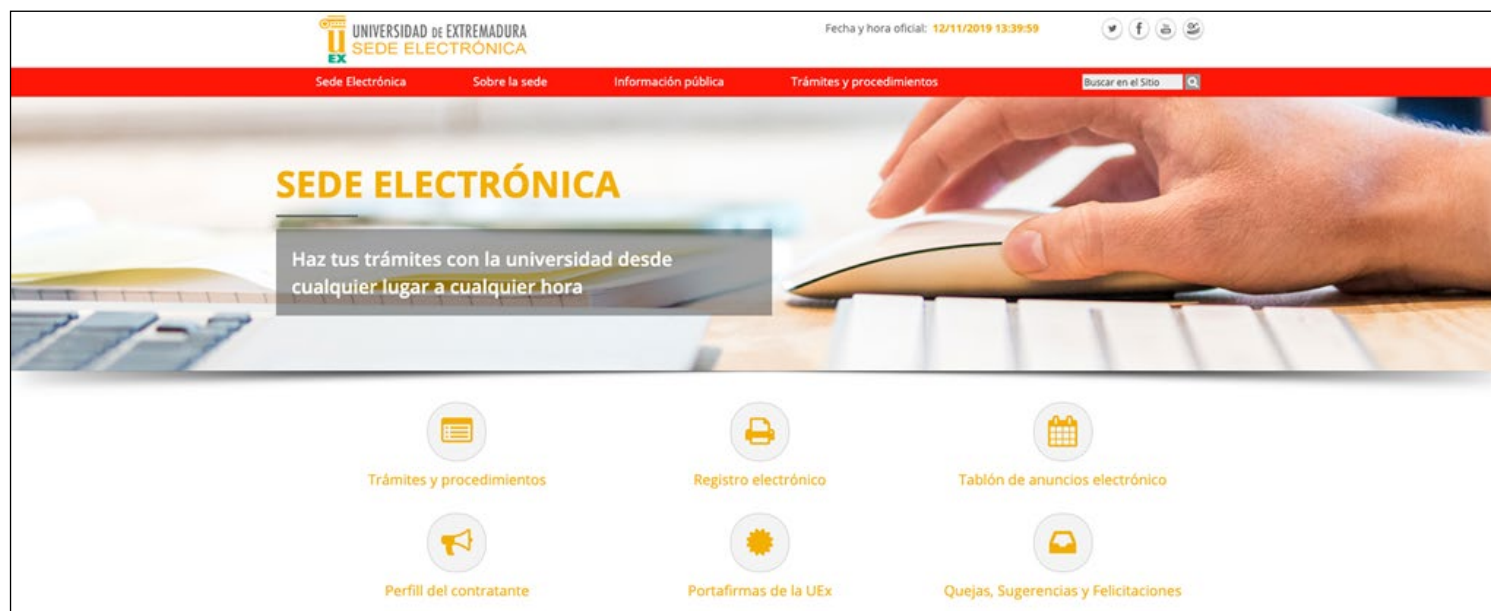 UNIVERSIDAD DE EXTREMADURA
SEDE ELECTRÓNICA
EX
Fecha y hora oficial: 12/11/2019 13:39:59
Sede Electrónica
Sobre la sede
Información pública
Trámites y procedimientos
Buscar en el Sitio
SEDE ELECTRÓNICA
Haz tus trámites con la universidad desde
cualquier lugar a cualquier hora
Trámites y procedimientos
Registro electrónico
Tablón de anuncios electrónico
Perfill del contratante
Portafirmas de la UEx
Quejas, Sugerencias y Felicitaciones